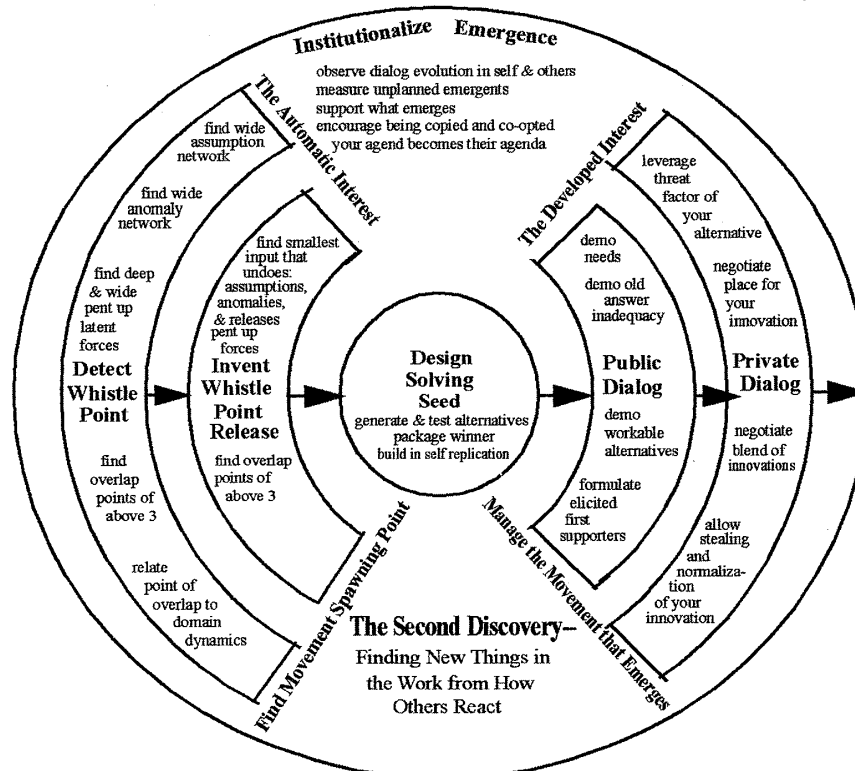 Institutionalize Emergence
observe dialog evolution in self & others
measure unplanned emergents
support what emerges
encourage being copied and co-opted
your agend becomes their agenda
The Automatic Interest
The Developed Interest
find wide
assumption
network
find wide
anomaly
network
find deep
& wide
pent up
latent
forces
Detect
Whistle
Point
find
overlap
points of
above 3
relate
point of
overlap to
domain
dynamics
find smallest
input that
undoes:
assumptions,
anomalies,
& releases
pent up
forces
Invent
Whistle
Point
Release
find overlap
points of
above 3
Design
Solving
Seed
generate & test alternatives
package winner
build in self replication
demo
needs
demo old
answer
inadequacy
Public
Dialog
demo
workable
alternatives
formulate
elicited
first
supporters
leverage
threat
factor of
your
alternative
negotiate
place for
your
innovation
Private
Dialog
negotiate
blend of
innovations
allow
stealing
and
normaliza-
tion
of your
innovation
Find Movement Spawning Point
Manage the Movement that Emerges
The Second Discovery--
Finding New Things in
the Work from How
Others React